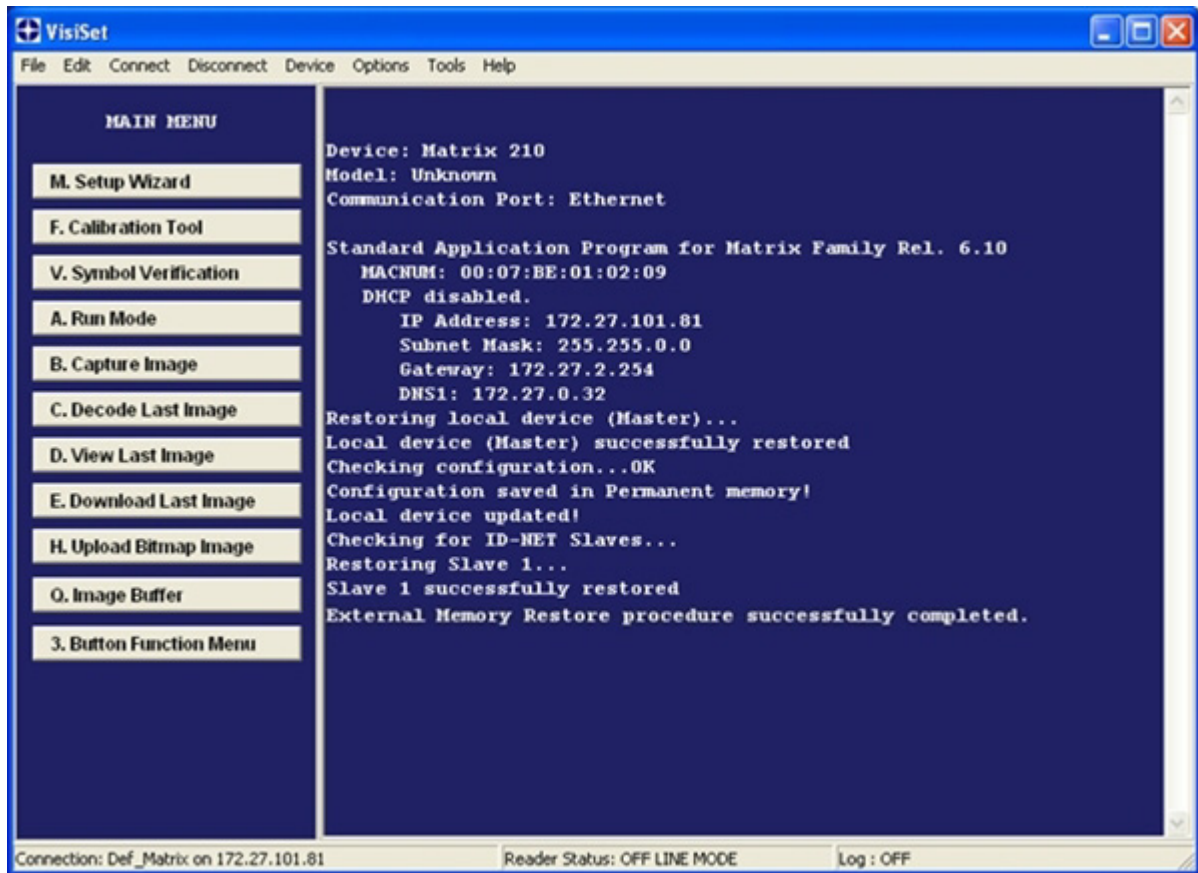 VisiSet
File Edit Connect Disconnect Device Options Tools Help
MAIN MENU
M. Setup Wizard
F. Calibration Tool
V. Symbol Verification
A. Run Mode
B. Capture Image
C. Decode Last Image
D. View Last Image
E. Download Last Image
H. Upload Bitmap Image
Q. Image Buffer
3. Button Function Menu
Device: Matrix 210
Model: Unknown
Communication Port: Ethernet
Standard Application Program for Matrix Family Rel. 6.10
MACNUM: 00:07:BE:01:02:09
DHCP disabled.
IP Address: 172.27.101.81
Subnet Mask: 255.255.0.0
Gateway: 172.27.2.254
DNS1: 172.27.0.32
Restoring local device (Master)...
Local device (Master) successfully restored
Checking configuration...OK
Configuration saved in Permanent memory!
Local device updated!
Checking for ID-NET Slaves...
Restoring Slave 1...
Slave 1 successfully restored
External Memory Restore procedure successfully completed.
Connection: Def_Matrix on 172.27.101.81
Reader Status: OFF LINE MODE
Log : OFF